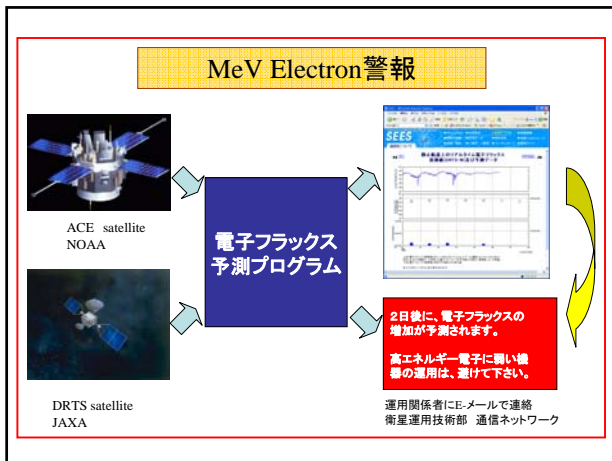 MeV Electron警報
ACE satellite
NOAA
電子フラックス
予測プログラム
SEES
２日後に、電子フラックスの
増加が予測されます。
高エネルギー電子に弱い機
器の運用は、避けて下さい。
DRTS satellite
JAXA
運用関係者にE-メールで連絡
衛星運用技術部 通信ネットワーク